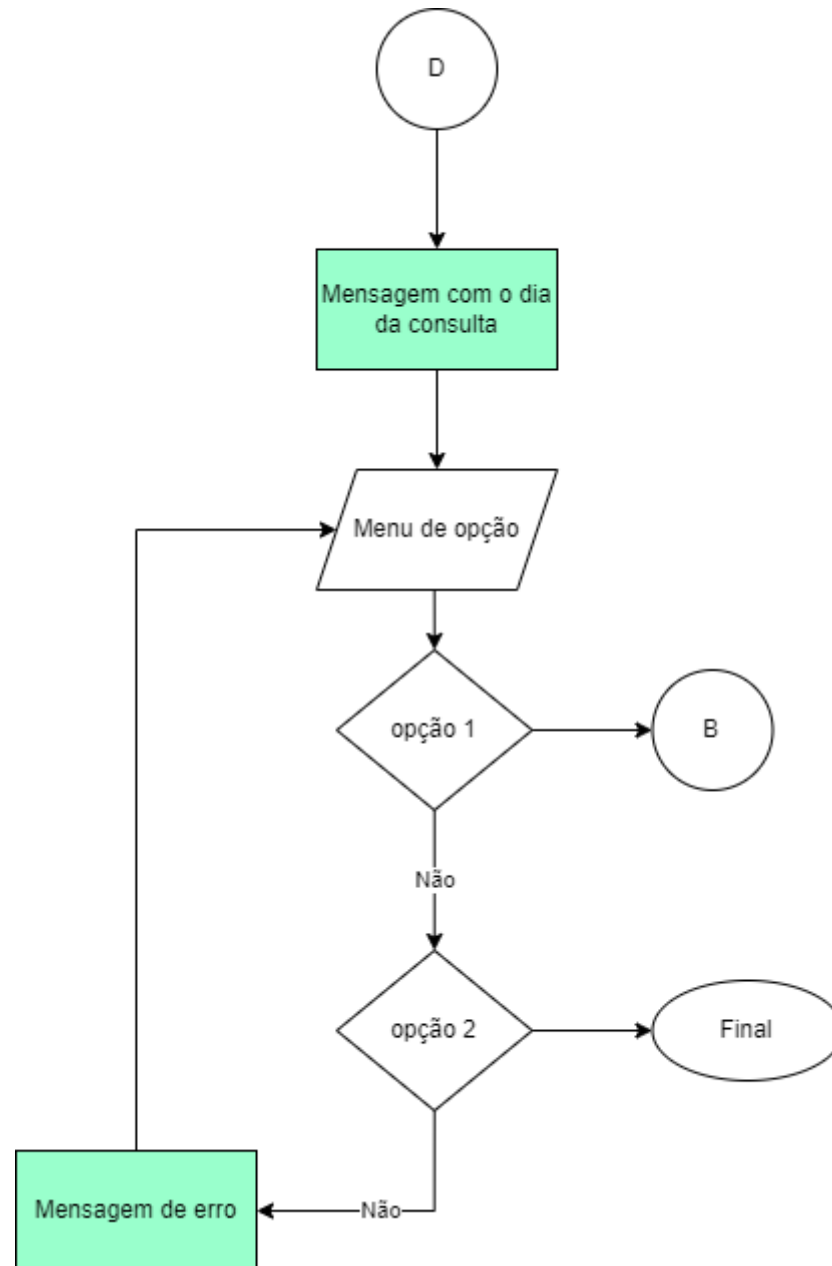 D
Mensagem com o dia
da consulta
Menu de opção
opção 1
B
Não
opção 2
Final
Mensagem de erro
Não